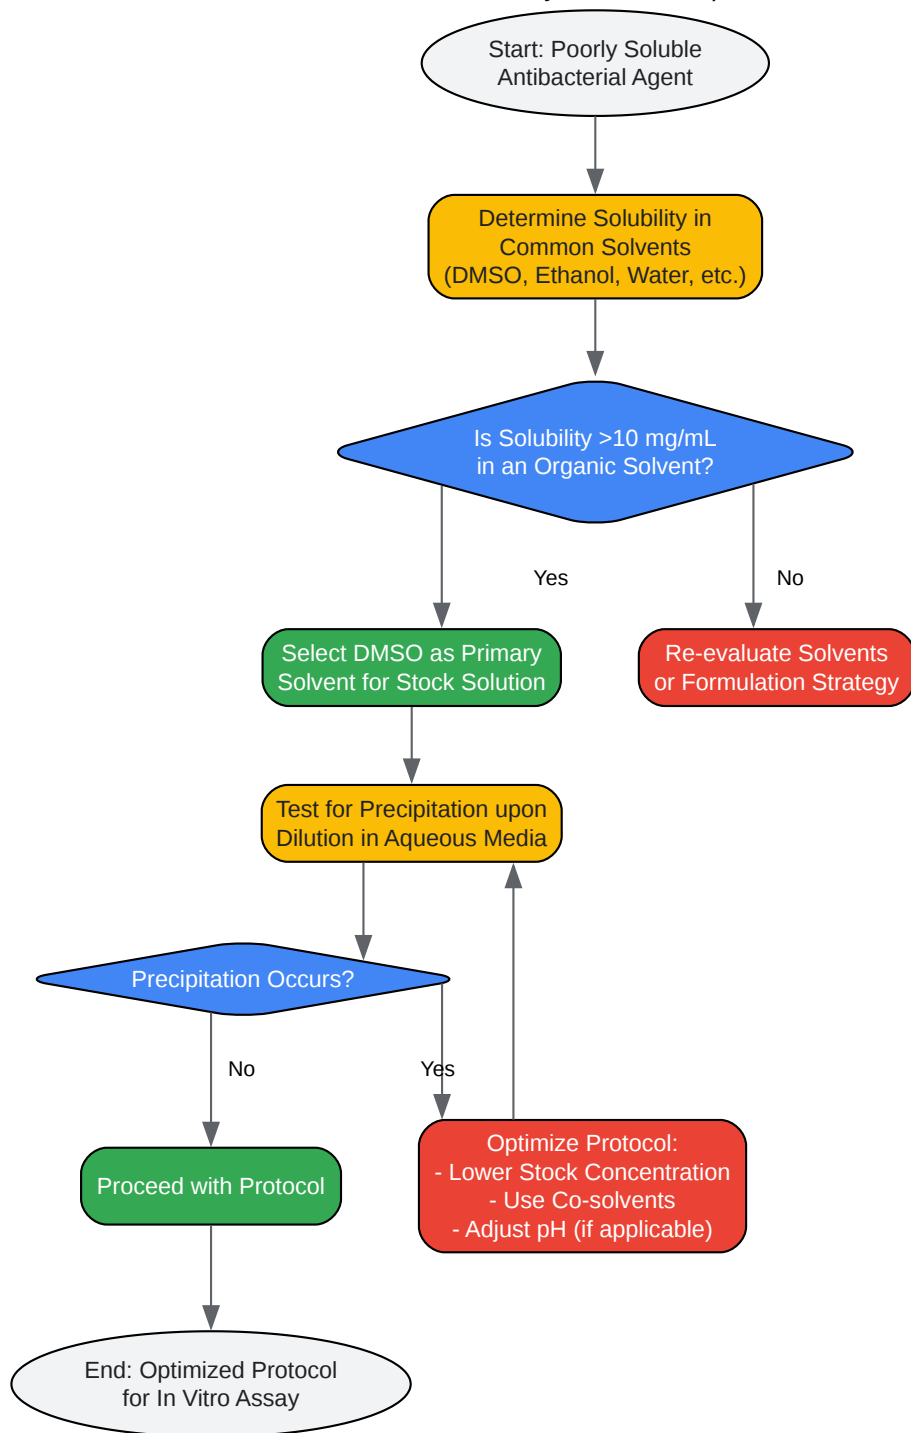 Start: Poorly Soluble
Antibacterial Agent
Determine Solubility in
Common Solvents
(DMSO, Ethanol, Water, etc.)
Is Solubility >10 mg/mL
in an Organic Solvent?
Yes
No
Select DMSO as Primary
Solvent for Stock Solution
Re-evaluate Solvents
or Formulation Strategy
Test for Precipitation upon
Dilution in Aqueous Media
Precipitation Occurs?
No
Yes
Optimize Protocol:
- Lower Stock Concentration
- Use Co-solvents
- Adjust pH (if applicable)
Proceed with Protocol
End: Optimized Protocol
for In Vitro Assay